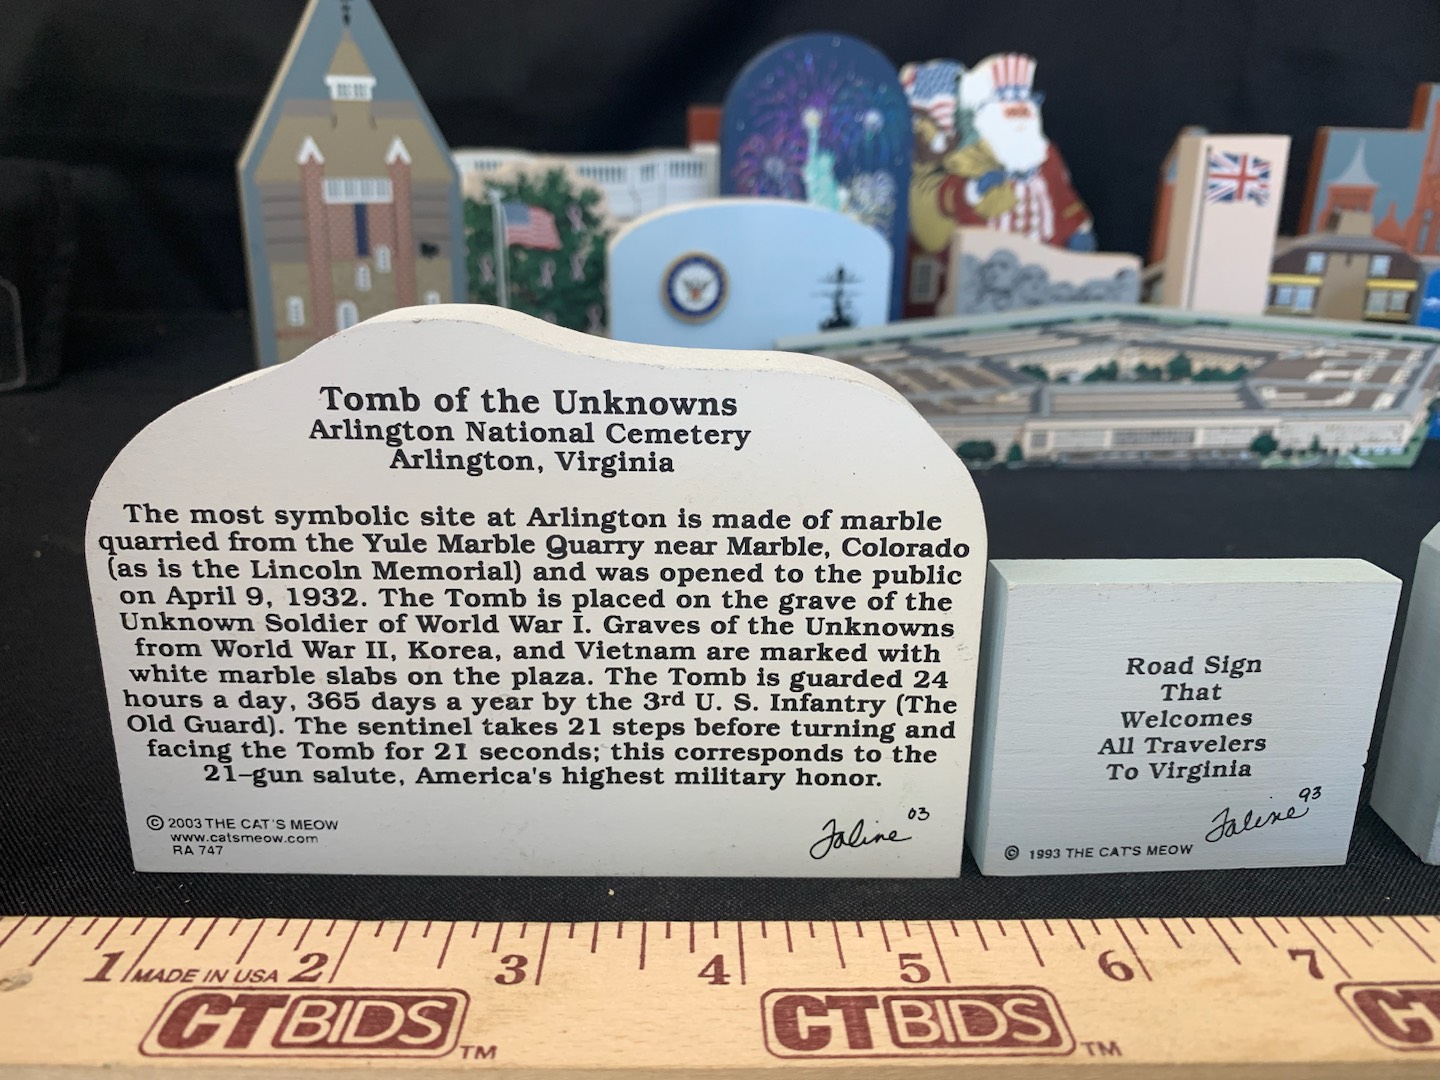 Tomb of the Unknowns
Arlington National Cemetery
Arlington, Virginia
The most symbolic site at Arlington is made of marble
quarried from the Yule Marble Quarry near Marble, Colorado
(as is the Lincoln Memorial) and was opened to the public
on April 9, 1932. The Tomb is placed on the grave of the
Unknown Soldier of World War I. Graves of the Unknowns
from World War II, Korea, and Vietnam are marked with
white marble slabs on the plaza. The Tomb is guarded 24
hours a day, 365 days a year by the 3rd U. S. Infantry (The
Old Guard). The sentinel takes 21 steps before turning and
facing the Tomb for 21 seconds; this corresponds to the
21-gun salute, America's highest military honor.
© 2003 THE CAT'S MEOW
www.catsmeow.com
RA 747
Faline 03
Road Sign
That
Welcomes
All Travelers
To Virginia
Faline 93
© 1993 THE CAT'S MEOW
1 MADE IN USA 2 3 4 5 6 7
CTBIDS™ CTBIDS™ CT